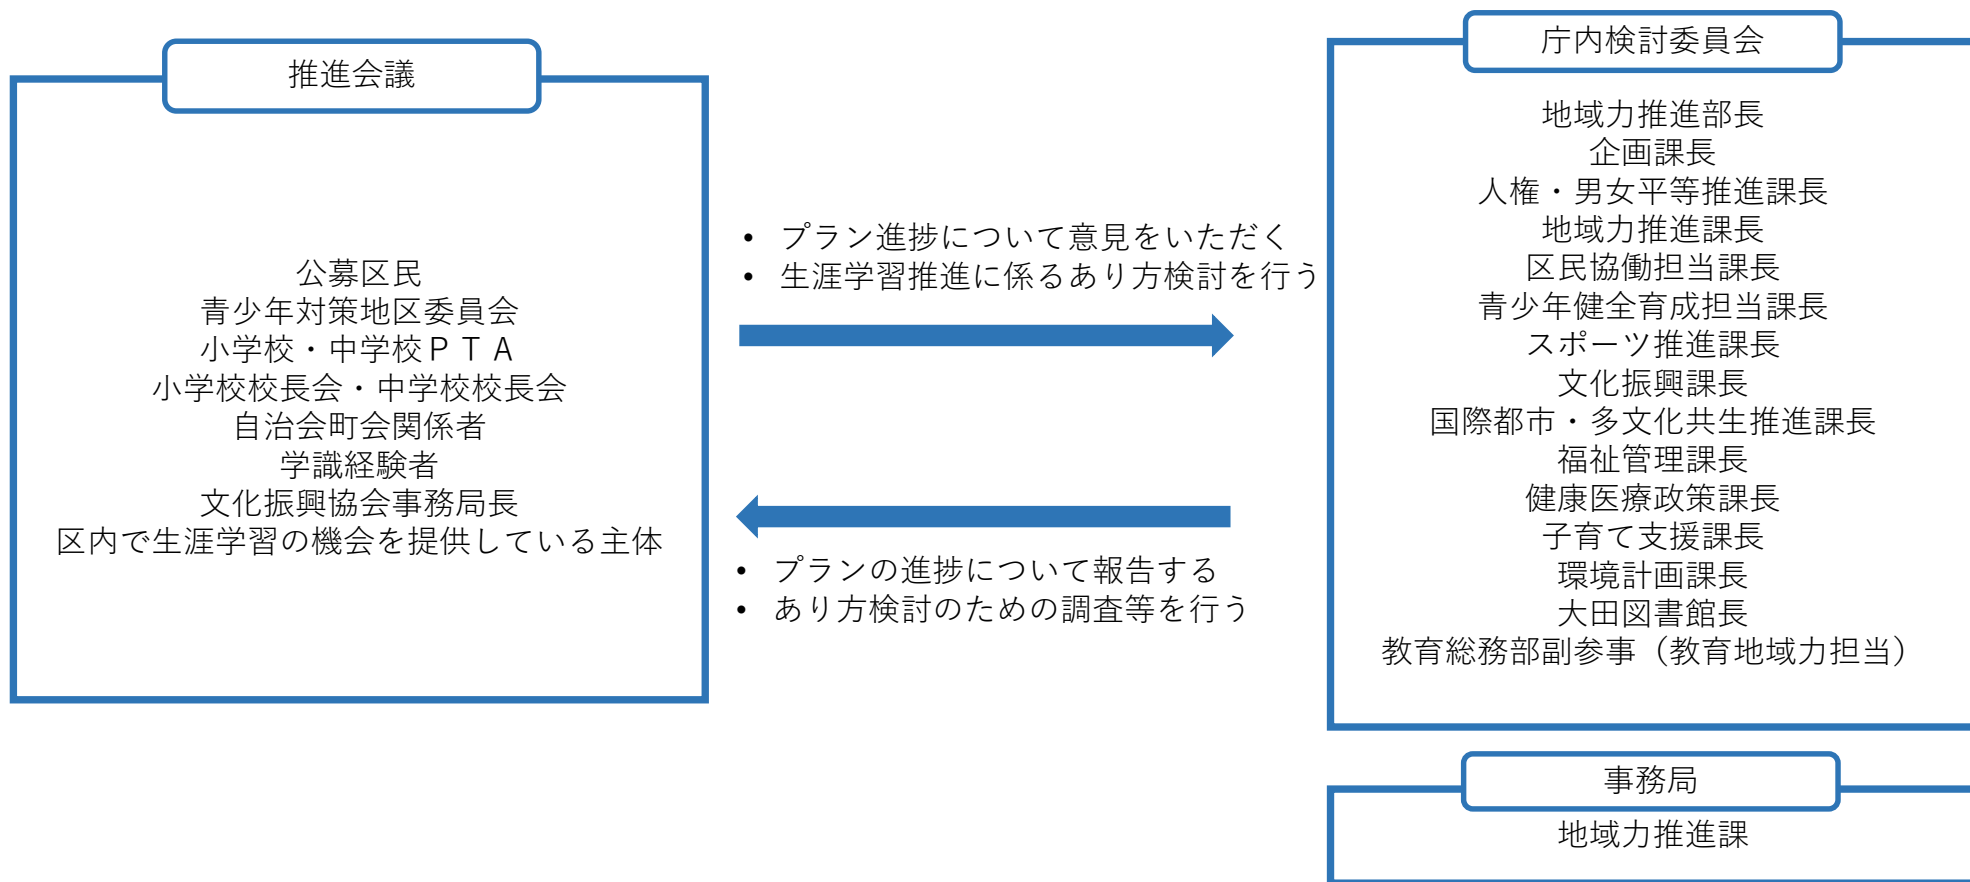 推進会議
公募区民
青少年対策地区委員会
小学校・中学校ＰＴＡ
小学校校長会・中学校校長会
自治会町会関係者
学識経験者
文化振興協会事務局長
区内で生涯学習の機会を提供している主体
• プラン進捗について意見をいただく
• 生涯学習推進に係るあり方検討を行う
• プランの進捗について報告する
• あり方検討のための調査等を行う
庁内検討委員会
地域力推進部長
企画課長
人権・男女平等推進課長
地域力推進課長
区民協働担当課長
青少年健全育成担当課長
スポーツ推進課長
文化振興課長
国際都市・多文化共生推進課長
福祉管理課長
健康医療政策課長
子育て支援課長
環境計画課長
大田図書館長
教育総務部副参事（教育地域力担当）
事務局
地域力推進課